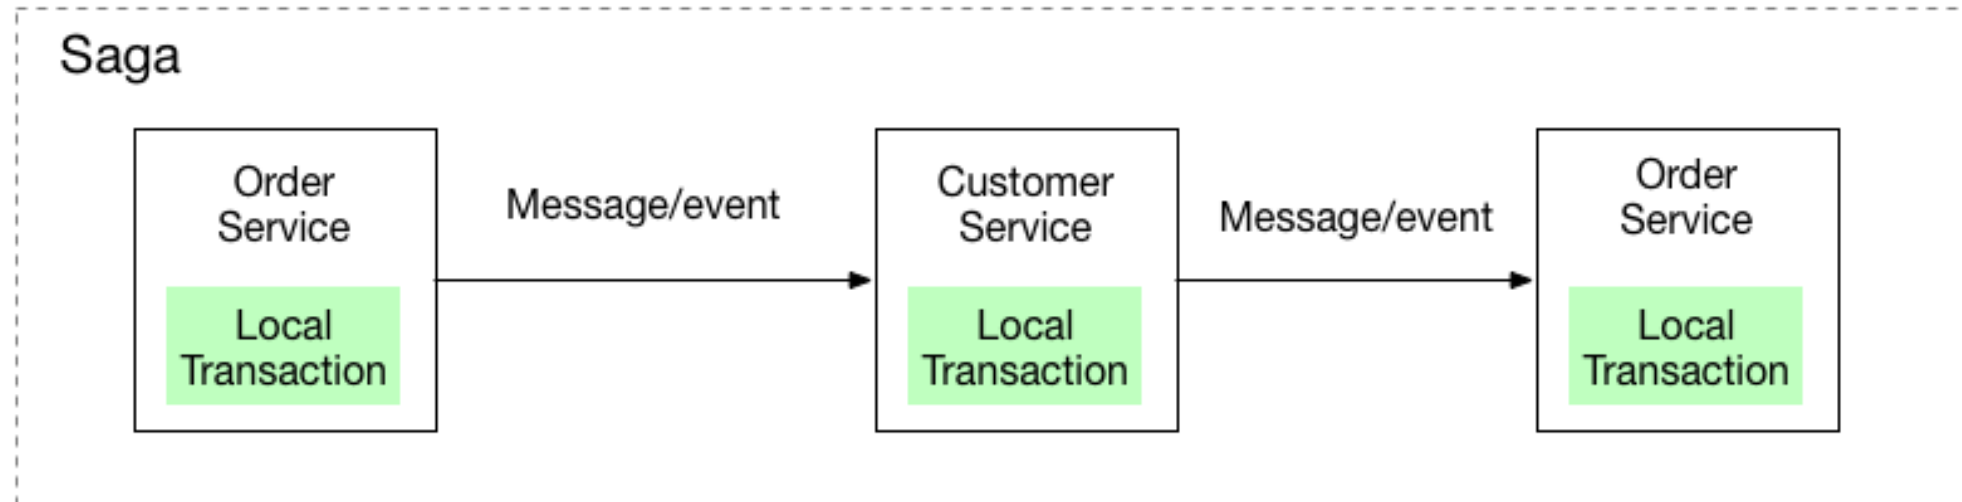 Saga
Order
Service
Message/event
Customer
Service
Message/event
Order
Service
Local
Transaction
Local
Transaction
Local
Transaction